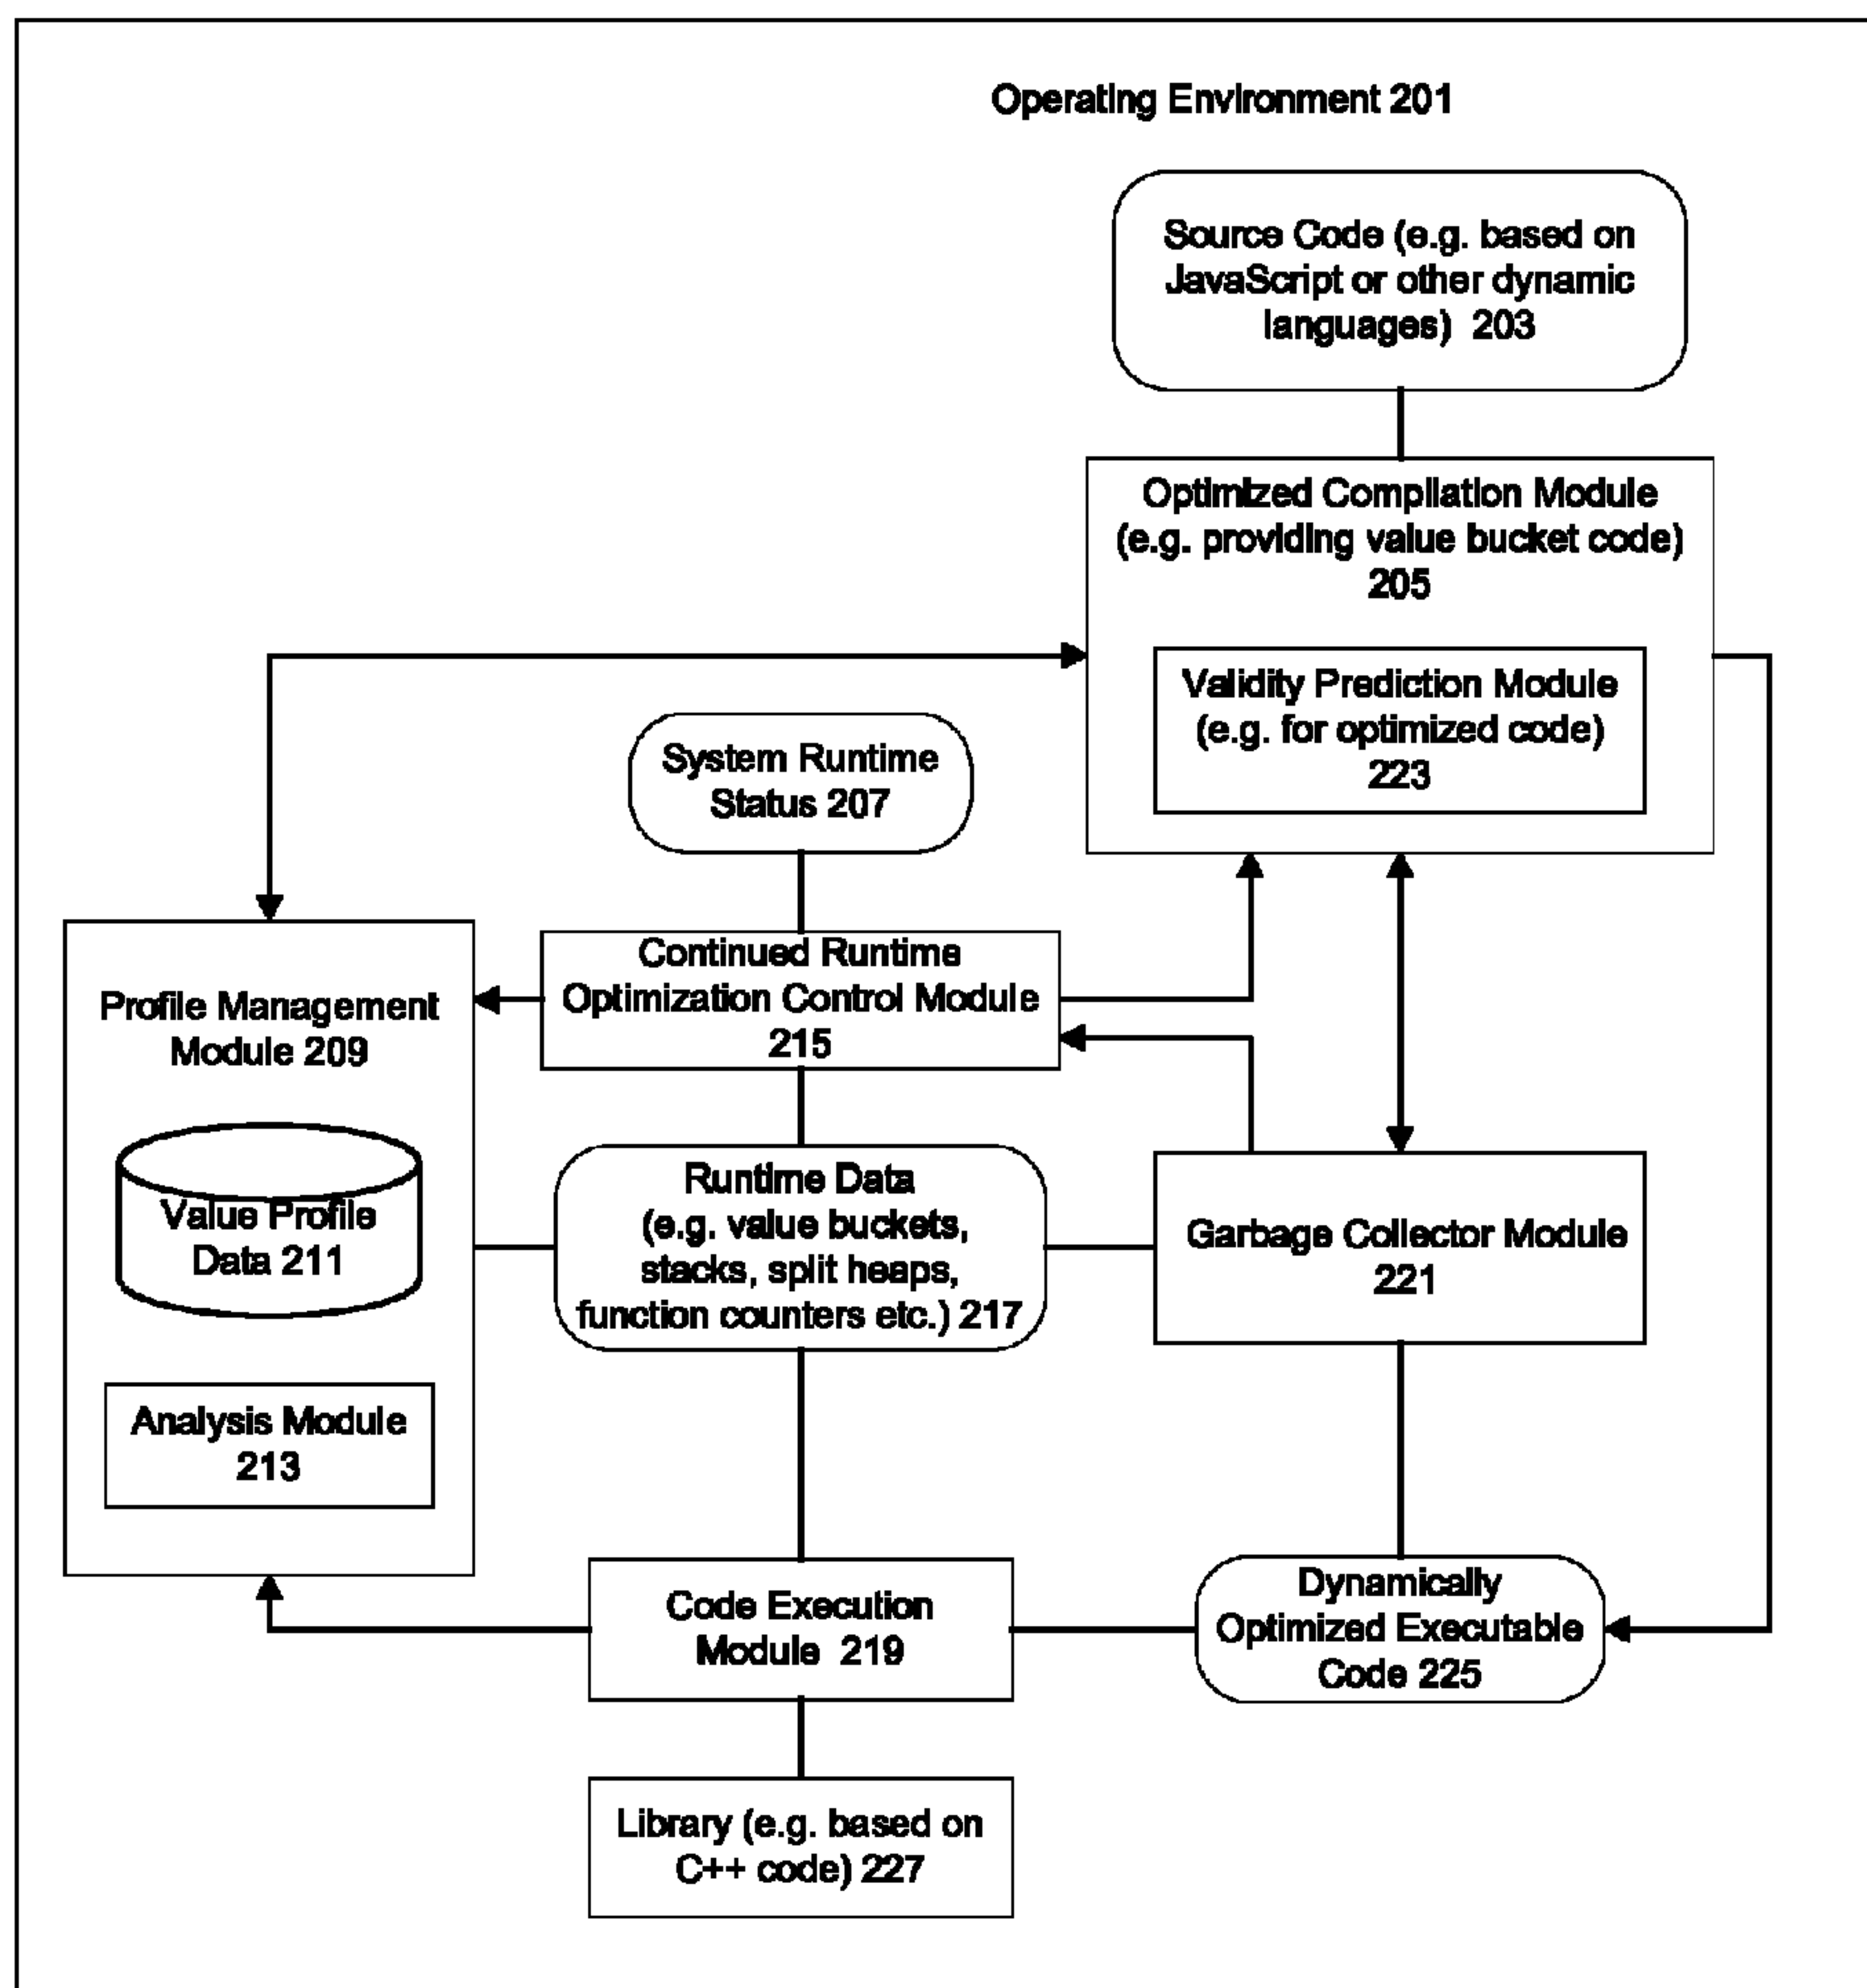 Operating Environment 201
Source Code (e.g. based on
JavaScript or other dynamic
languages) 203
Optimized Compilation Module
(e.g. providing value bucket code)
205
Validity Prediction Module
(e.g. for optimized code)
223
System Runtime
Status 207
Continued Runtime
Optimization Control Module
215
Profile Management
Module 209
Value Profile
Data 211
Analysis Module
213
Runtime Data
(e.g. value buckets,
stacks, split heaps,
function counters etc.) 217
Garbage Collector Module
221
Code Execution
Module 219
Dynamically
Optimized Executable
Code 225
Library (e.g. based on
C++ code) 227